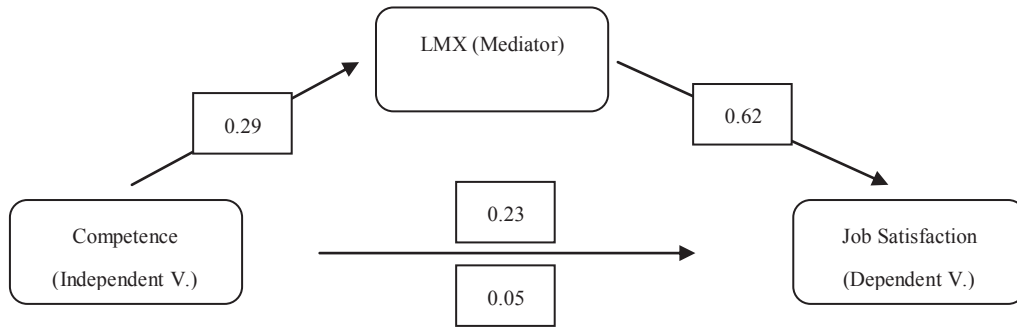 LMX (Mediator)
0.29
0.62
Competence
(Independent V.)
0.23
0.05
Job Satisfaction
(Dependent V.)